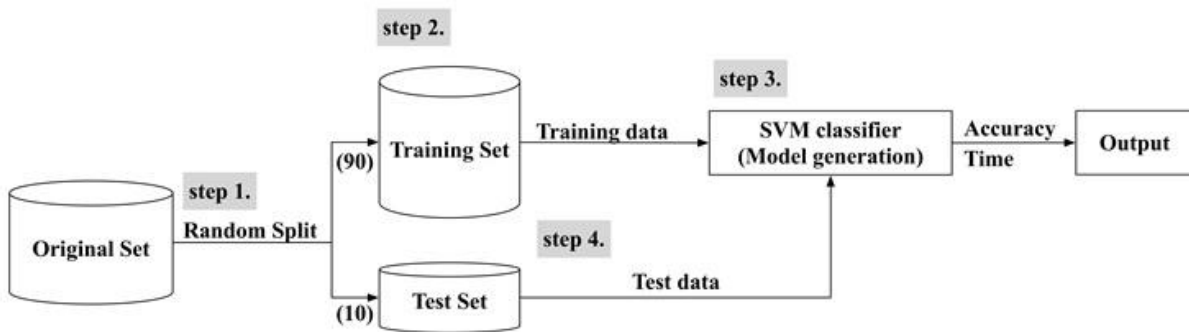 step 1.
Original Set
Random Split
(90)
(10)
step 2.
Training Set
Training data
step 3.
SVM classifier
(Model generation)
Accuracy
Time
Output
Test Set
step 4.
Test data